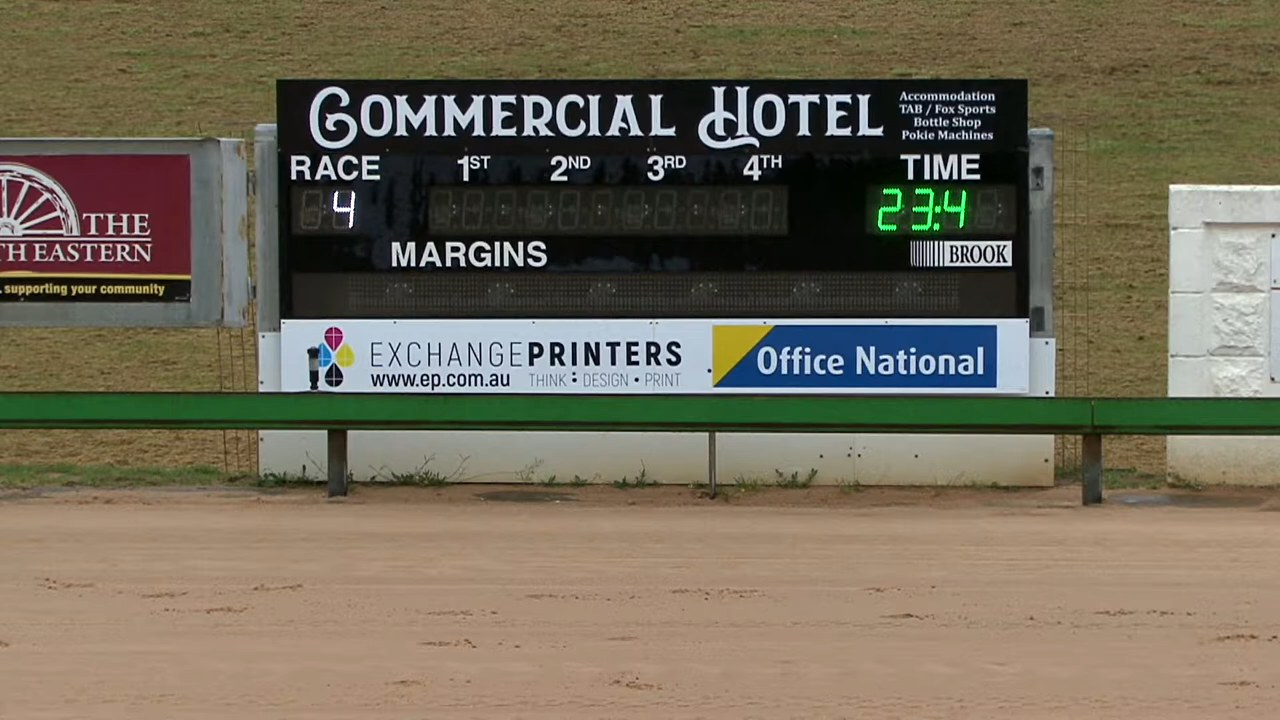 COMMERCIAL HOTEL
Accommodation
TAB / Fox Sports
Bottle Shop
Pokie Machines
RACE 1ST 2ND 3RD 4TH TIME
4 23:4
MARGINS
BROOK
THE
TH EASTERN
supporting your community
EXCHANGEPRINTERS
www.ep.com.au THINK : DESIGN • PRINT
Office National